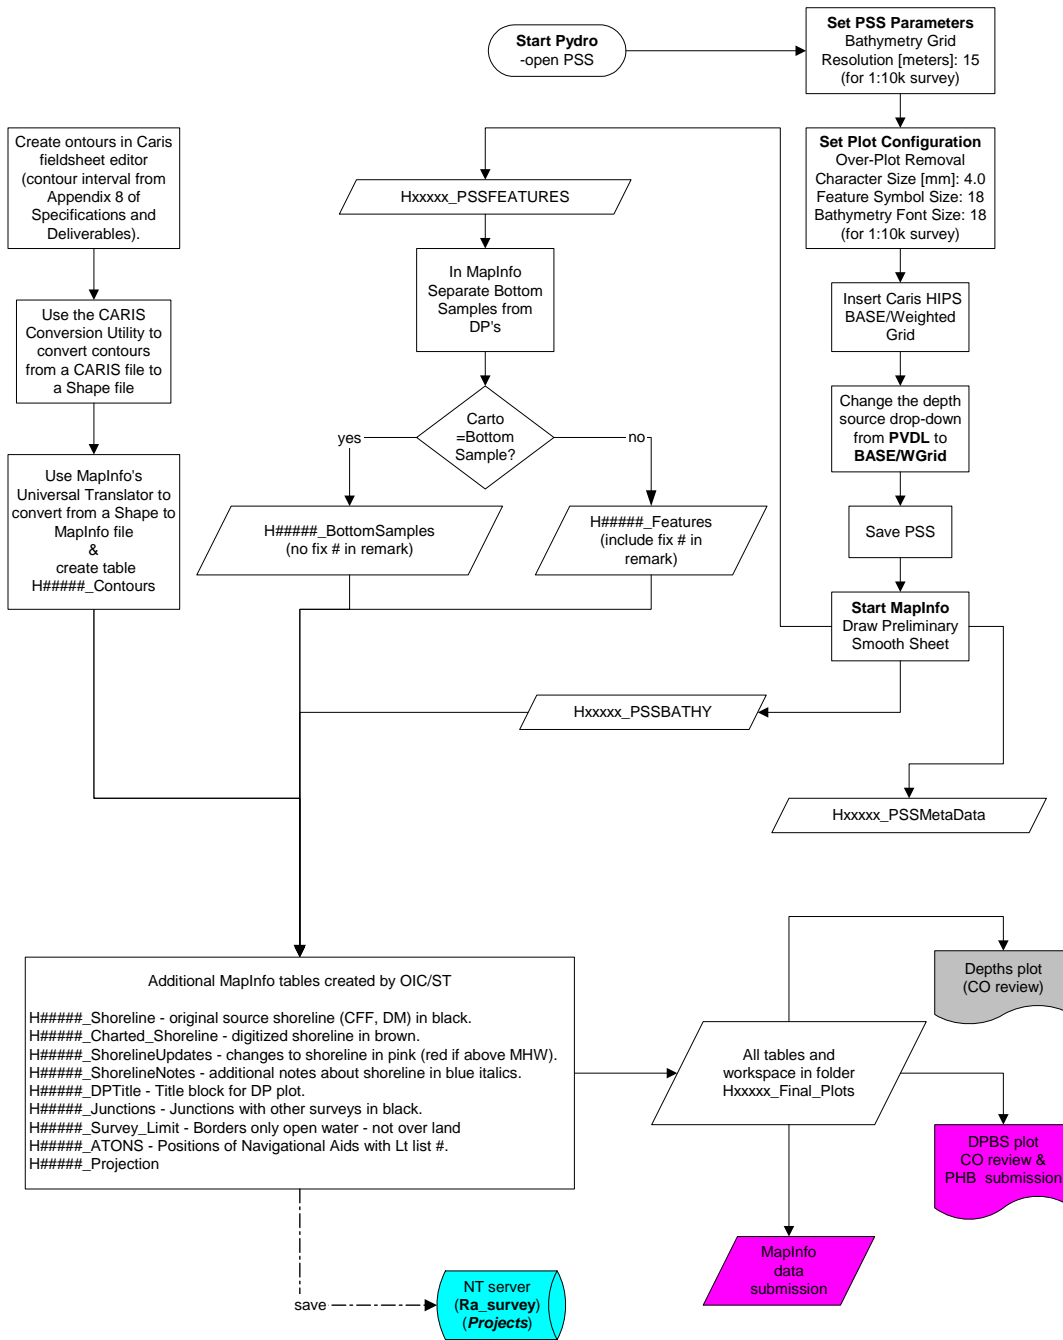 Start Pydro
-open PSS
Set PSS Parameters
Bathymetry Grid
Resolution [meters]: 15
(for 1:10k survey)
Create ontours in Caris
fieldsheet editor
(contour interval from
Appendix 8 of
Specifications and
Deliverables).
Set Plot Configuration
Over-Plot Removal
Character Size [mm]: 4.0
Feature Symbol Size: 18
Bathymetry Font Size: 18
(for 1:10k survey)
Hxxxxx_PSSFEATURES
In MapInfo
Separate Bottom
Samples from
DP's
Insert Caris HIPS
BASE/Weighted
Grid
Use the CARIS
Conversion Utility to
convert contours
from a CARIS file to
a Shape file
Change the depth
source drop-down
from PVDL to
BASE/WGrid
Carto
=Bottom
Sample?
yes
no
Use MapInfo's
Universal Translator to
convert from a Shape to
MapInfo file
&
create table
H#####_Contours
H#####_BottomSamples
(no fix # in remark)
H#####_Features
(include fix # in
remark)
Save PSS
Start MapInfo
Draw Preliminary
Smooth Sheet
Hxxxxx_PSSBATHY
Hxxxxx_PSSMetaData
Additional MapInfo tables created by OIC/ST
H#####_Shoreline - original source shoreline (CFF, DM) in black.
H#####_Charted_Shoreline - digitized shoreline in brown.
H#####_ShorelineUpdates - changes to shoreline in pink (red if above MHW).
H#####_ShorelineNotes - additional notes about shoreline in blue italics.
H#####_DPTitle - Title block for DP plot.
H#####_Junctions - Junctions with other surveys in black.
H#####_Survey_Limit - Borders only open water - not over land
H#####_ATONS - Positions of Navigational Aids with Lt list #.
H#####_Projection
All tables and
workspace in folder
Hxxxxx_Final_Plots
Depths plot
(CO review)
DPBS plot
CO review &
PHB submission
MapInfo
data
submission
save
NT server
(Ra_survey)
(Projects)